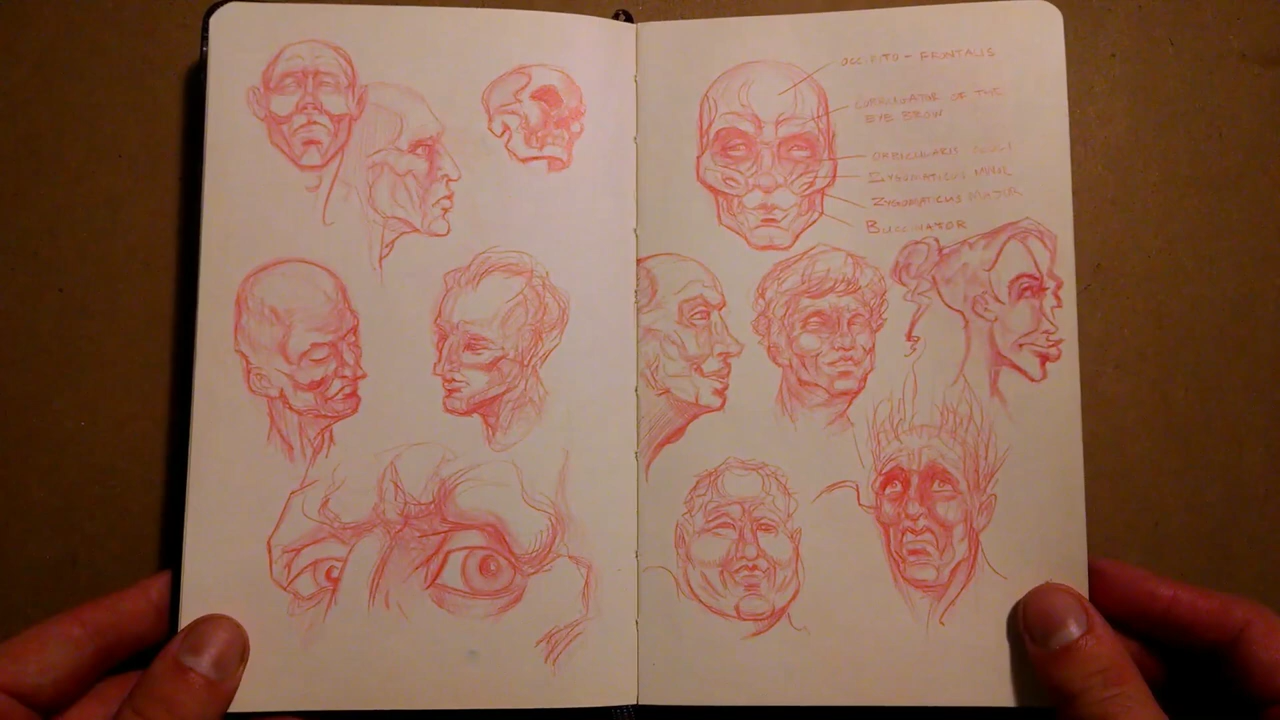 OCCIPITO - FRONTALIS
CORRUGATOR OF THE
EYE BROW
ORBICULARIS OCULI
ZYGOMATICUS MINOR
ZYGOMATICUS MAJOR
BUCCINATOR